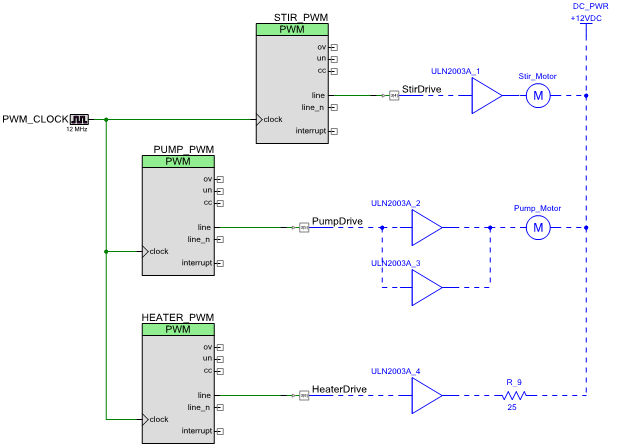 DC_PWR
+12VDC
STIR_PWM
PWM
ov
un
cc
line
line_n
interrupt
clock
StirDrive
ULN2003A_1
Stir_Motor
M
PWM_CLOCK
12 MHz
PUMP_PWM
PWM
ov
un
cc
line
line_n
interrupt
clock
PumpDrive
ULN2003A_2
ULN2003A_3
Pump_Motor
M
HEATER_PWM
PWM
ov
un
cc
line
line_n
interrupt
clock
HeaterDrive
ULN2003A_4
R_9
25